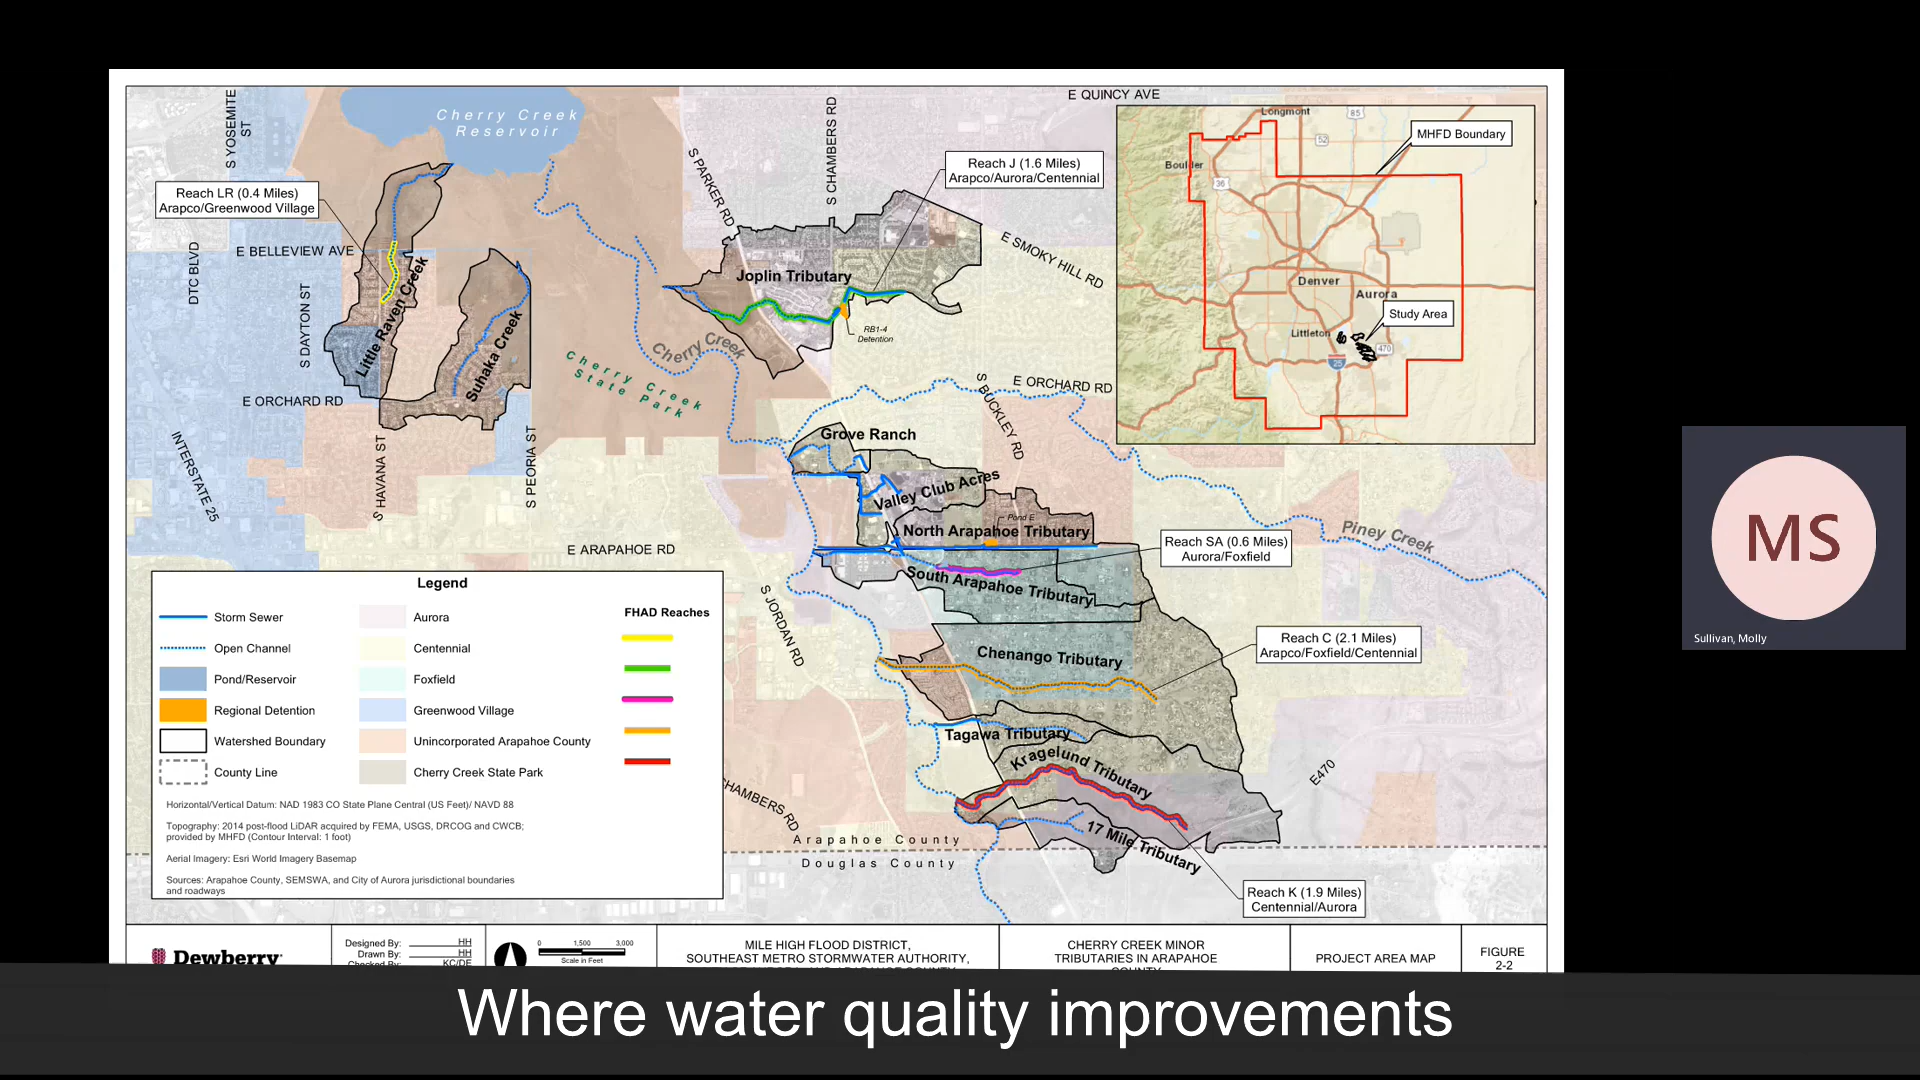 E QUINCY AVE
S YOSEMITE
ST
Cherry Creek
Reservoir
S CHAMBERS RD
S PARKER RD
Reach J (1.6 Miles)
Arapco/Aurora/Centennial
Longmont
85
52
MHFD Boundary
Boulder
36
Reach LR (0.4 Miles)
Arapco/Greenwood Village
E BELLEVIEW AVE
DTC BLVD
S DAYTON ST
Little Raven Creek
Suhaka Creek
Joplin Tributary
E SMOKY HILL RD
RB1-4
Detention
Cherry Creek
Cherry Creek
State Park
Denver
Aurora
Study Area
Littleton
470
25
E ORCHARD RD
E ORCHARD RD
S BUCKLEY RD
INTERSTATE 25
S HAVANA ST
S PEORIA ST
Grove Ranch
Valley Club Acres
Pond E
North Arapahoe Tributary
Piney Creek
Reach SA (0.6 Miles)
Aurora/Foxfield
E ARAPAHOE RD
South Arapahoe Tributary
S JORDAN RD
Reach C (2.1 Miles)
Arapco/Foxfield/Centennial
Chenango Tributary
Tagawa Tributary
Kragelund Tributary
E470
17 Mile Tributary
CHAMBERS RD
Arapahoe County
Douglas County
Reach K (1.9 Miles)
Centennial/Aurora
Legend
Storm Sewer
Open Channel
Pond/Reservoir
Regional Detention
Watershed Boundary
County Line
Aurora
Centennial
Foxfield
Greenwood Village
Unincorporated Arapahoe County
Cherry Creek State Park
FHAD Reaches
Horizontal/Vertical Datum: NAD 1983 CO State Plane Central (US Feet)/ NAVD 88
Topography: 2014 post-flood LiDAR acquired by FEMA, USGS, DRCOG and CWCB;
provided by MHFD (Contour Interval: 1 foot)
Aerial Imagery: Esri World Imagery Basemap
Sources: Arapahoe County, SEMSWA, and City of Aurora jurisdictional boundaries
and roadways
Dewberry
Designed By: HH
Drawn By: HH
Checked By: KC/DE
0 1,500 3,000
Scale in Feet
MILE HIGH FLOOD DISTRICT,
SOUTHEAST METRO STORMWATER AUTHORITY,
CHERRY CREEK MINOR
TRIBUTARIES IN ARAPAHOE
COUNTY
PROJECT AREA MAP
FIGURE
2-2
MS
Sullivan, Molly
Where water quality improvements